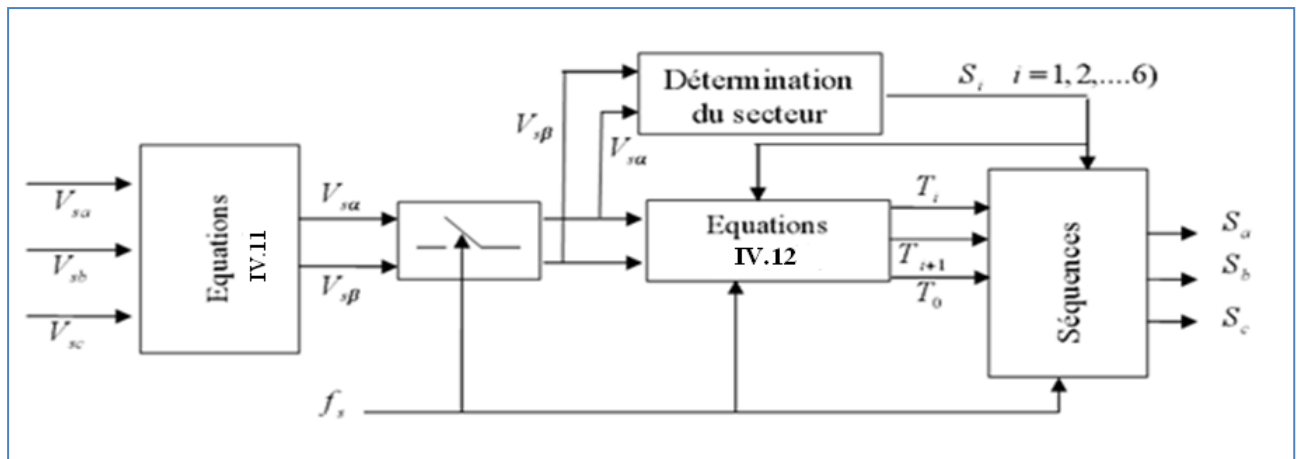 Détermination
du secteur
S_i i = 1, 2,....6)
V_sβ
V_sα
V_sa
V_sb
V_sc
Equations
IV.11
V_sα
V_sβ
Equations
IV.12
T_i
T_i+1
T_0
Séquences
S_a
S_b
S_c
f_s